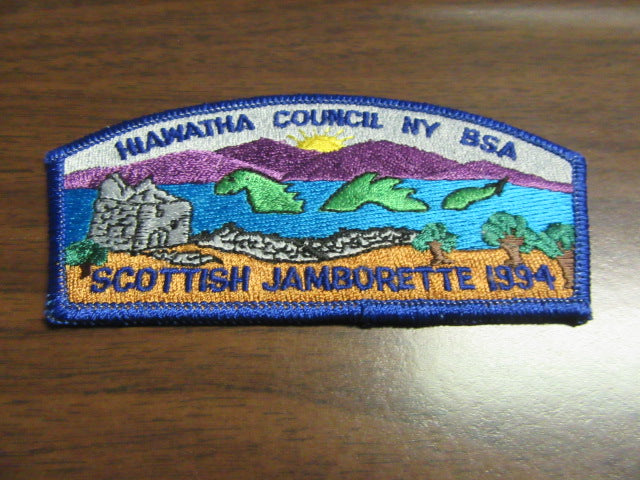 HIAWATHA COUNCIL NY BSA
SCOTTISH JAMBORETTE 1994